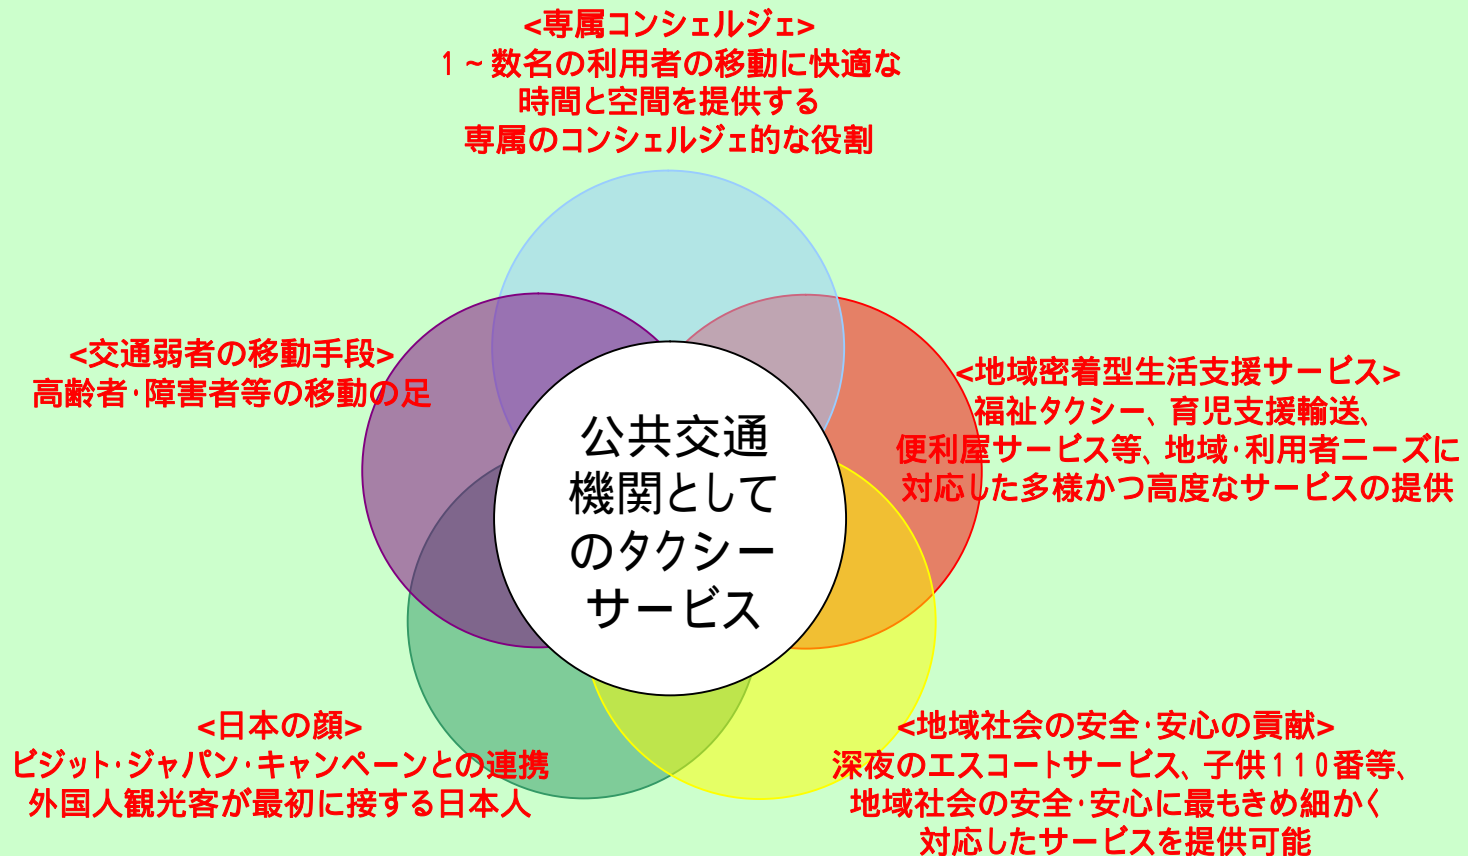 <専属コンシェルジェ>
1~数名の利用者の移動に快適な
時間と空間を提供する
専属のコンシェルジェ的な役割
<交通弱者の移動手段>
高齢者・障害者等の移動の足
<地域密着型生活支援サービス>
福祉タクシー、育児支援輸送、
便利屋サービス等、地域・利用者ニーズに
対応した多様かつ高度なサービスの提供
公共交通
機関として
のタクシー
サービス
<日本の顔>
ビジット・ジャパン・キャンペーンとの連携
外国人観光客が最初に接する日本人
<地域社会の安全・安心の貢献>
深夜のエスコートサービス、子供110番等、
地域社会の安全・安心に最もきめ細かく
対応したサービスを提供可能